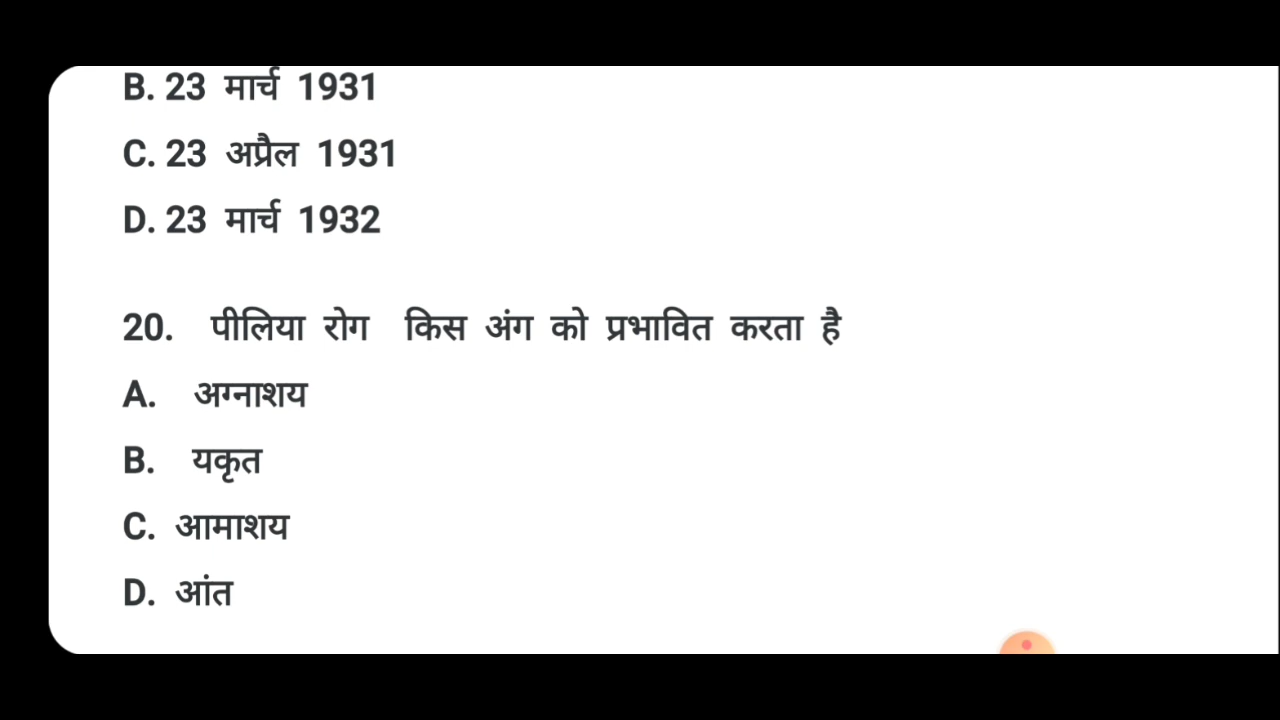 B. 23 मार्च 1931
C. 23 अप्रैल 1931
D. 23 मार्च 1932
20. पीलिया रोग किस अंग को प्रभावित करता है
A. अग्नाशय
B. यकृत
C. आमाशय
D. आंत